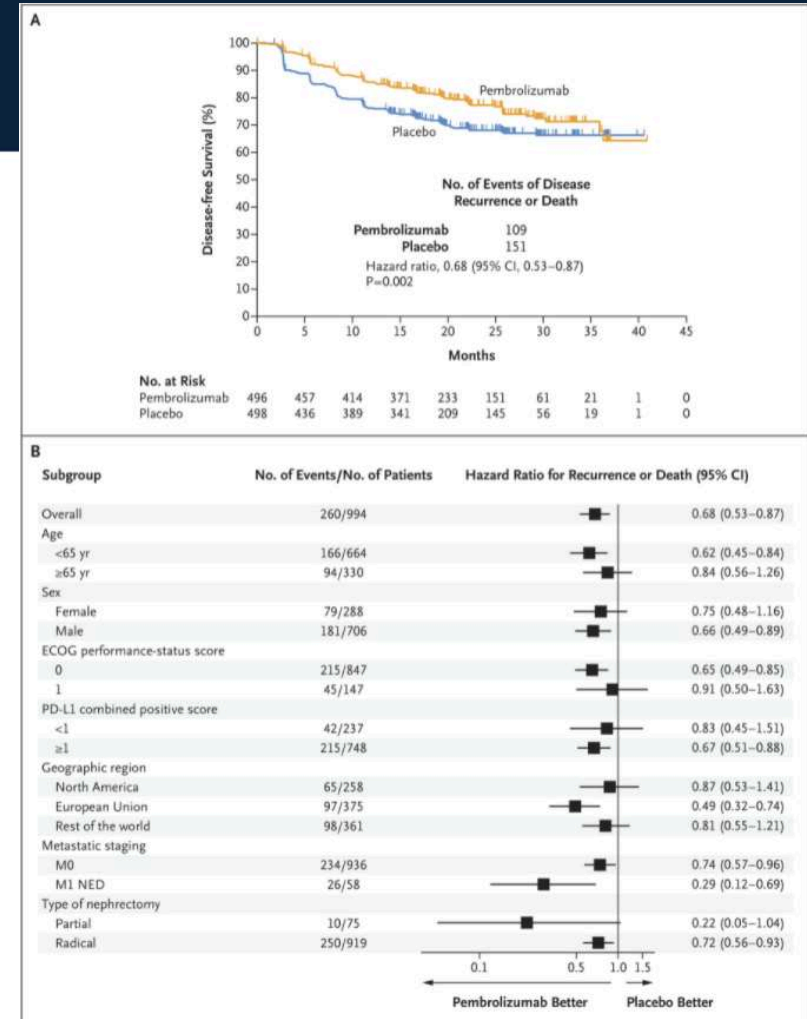 A
100
90
80
70
60
50
40
30
20
10
0
Disease-free Survival (%)
Pembrolizumab
Placebo
No. of Events of Disease
Recurrence or Death
Pembrolizumab 109
Placebo 151
Hazard ratio, 0.68 (95% CI, 0.53–0.87)
P=0.002
0 5 10 15 20 25 30 35 40 45
Months
No. at Risk
Pembrolizumab 496 457 414 371 233 151 61 21 1 0
Placebo 498 436 389 341 209 145 56 19 1 0
B
Subgroup No. of Events/No. of Patients Hazard Ratio for Recurrence or Death (95% CI)
Overall 260/994 0.68 (0.53–0.87)
Age
<65 yr 166/664 0.62 (0.45–0.84)
≥65 yr 94/330 0.84 (0.56–1.26)
Sex
Female 79/288 0.75 (0.48–1.16)
Male 181/706 0.66 (0.49–0.89)
ECOG performance-status score
0 215/847 0.65 (0.49–0.85)
1 45/147 0.91 (0.50–1.63)
PD-L1 combined positive score
<1 42/237 0.83 (0.45–1.51)
≥1 215/748 0.67 (0.51–0.88)
Geographic region
North America 65/258 0.87 (0.53–1.41)
European Union 97/375 0.49 (0.32–0.74)
Rest of the world 98/361 0.81 (0.55–1.21)
Metastatic staging
M0 234/936 0.74 (0.57–0.96)
M1 NED 26/58 0.29 (0.12–0.69)
Type of nephrectomy
Partial 10/75 0.22 (0.05–1.04)
Radical 250/919 0.72 (0.56–0.93)
0.1 0.5 1.0 1.5
Pembrolizumab Better Placebo Better